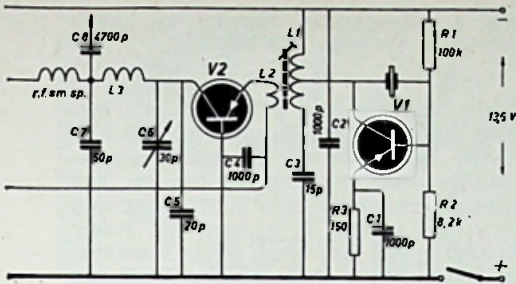 C8 4700p
r.f. sm sp.
L3
C7
50p
C6
30p
C5
20p
V2
C4
1000p
L2
L1
C3
15p
1000p
C2
V1
R3
150
C1
1000p
R1
100k
R2
8,2k
−
13,5 V
+